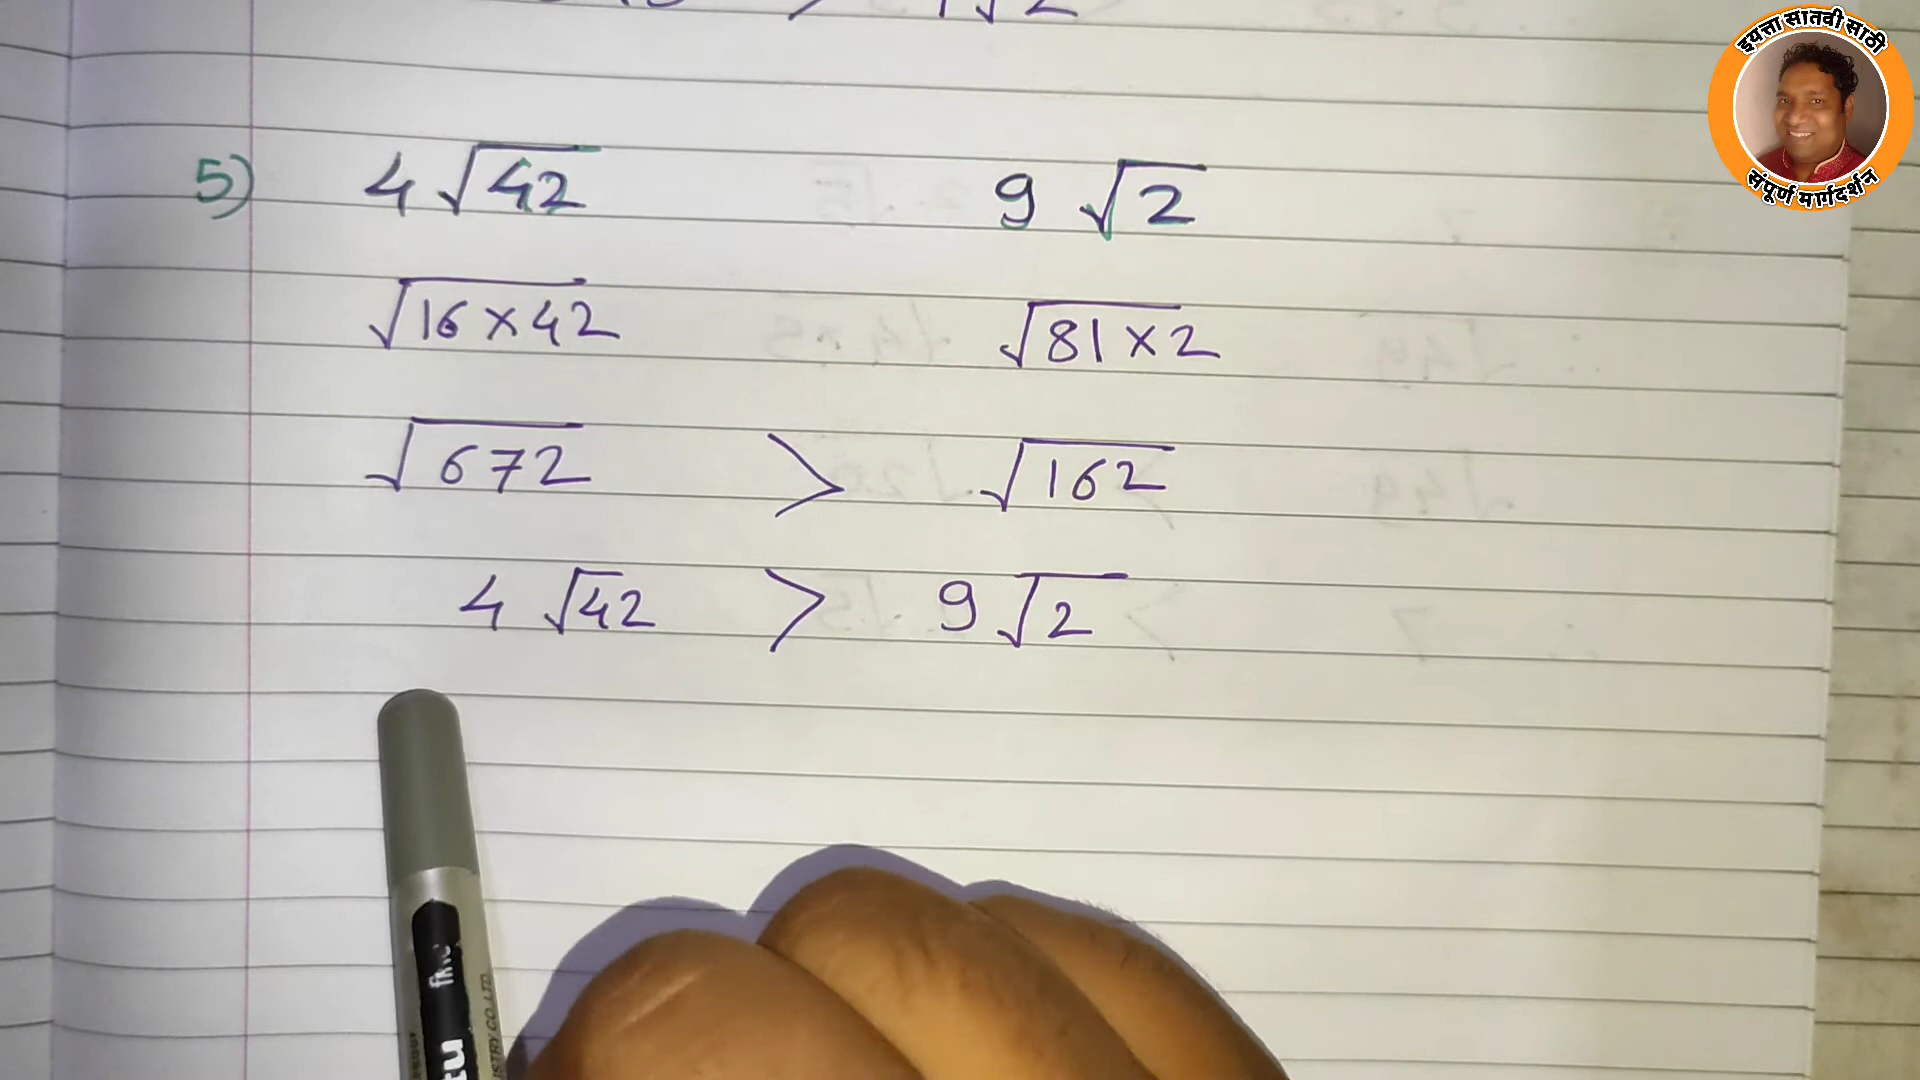 √2
5) 4√42 9√2
√16×42 √81×2
√672 > √162
4√42 > 9√2
इयत्ता सातवी साठी
संपूर्ण मार्गदर्शन